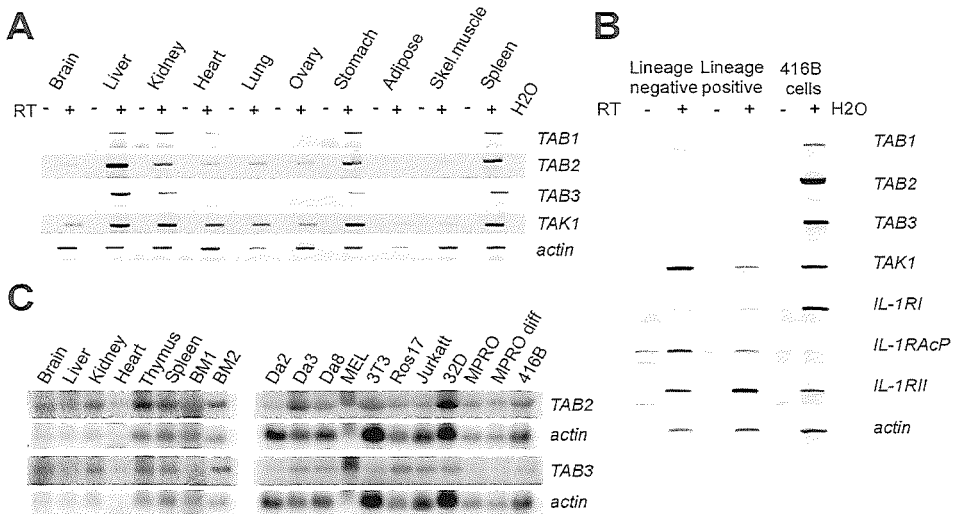 A
Brain Liver Kidney Heart Lung Ovary Stomach Adipose Skel.muscle Spleen
RT - + - + - + - + - + - + - + - + - + - + H2O
TAB1
TAB2
TAB3
TAK1
actin
B
Lineage negative Lineage positive 416B cells
RT - + - + - + H2O
TAB1
TAB2
TAB3
TAK1
IL-1RI
IL-1RAcP
IL-1RII
actin
C
Brain Liver Kidney Heart Thymus Spleen BM1 BM2 Da2 Da3 Da8 MEL 3T3 Ros17 Jurkatt 32D MPRO MPRO diff 416B
TAB2
actin
TAB3
actin